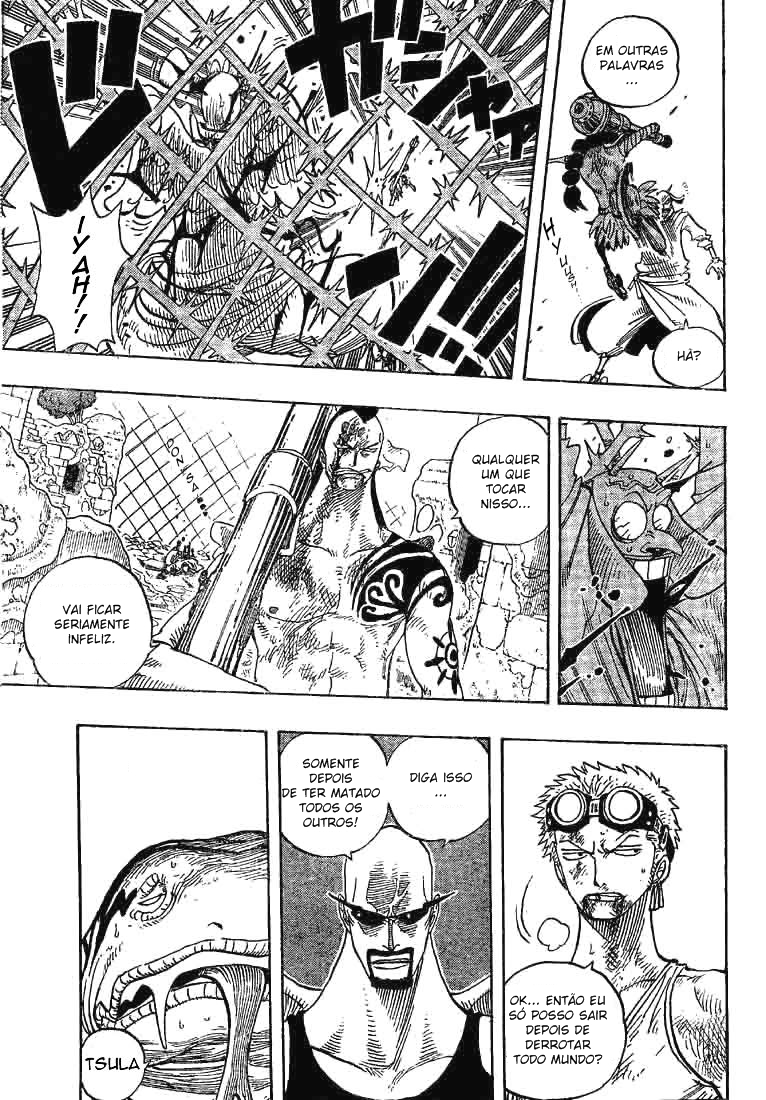 EM OUTRAS
PALAVRAS
...
HYU
HÀ?
IYAH!!
QUALQUER
UM QUE
TOCAR
NISSO...
VAI FICAR
SERIAMENTE
INFELIZ.
OK... ENTÃO EU
SÓ POSSO SAIR
DEPOIS DE
DERROTAR
TODO MUNDO?
DIGA ISSO
...
SOMENTE
DEPOIS
DE TER MATADO
TODOS OS
OUTROS!
TSULA